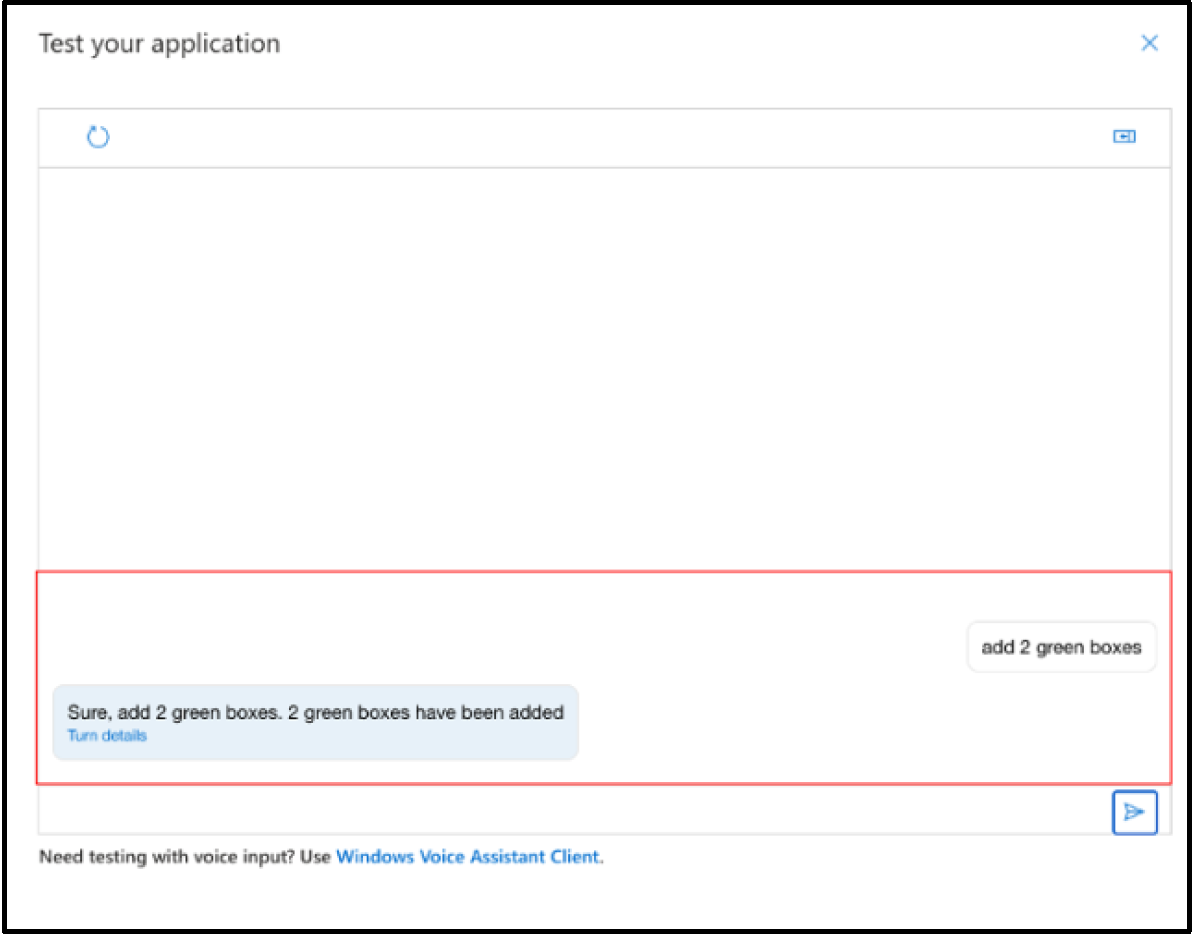 Test your application
add 2 green boxes
Sure, add 2 green boxes. 2 green boxes have been added
Turn details
Need testing with voice input? Use Windows Voice Assistant Client.